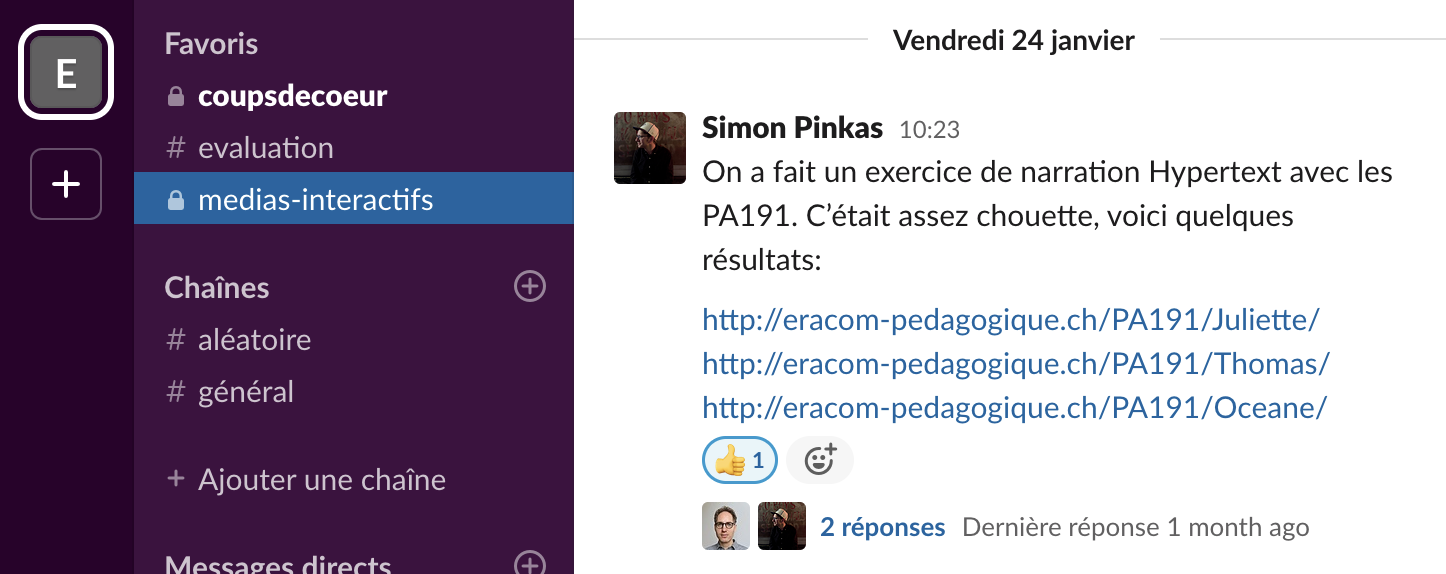 E
Favoris
coupsdecoeur
# evaluation
medias-interactifs
Chaînes
# aléatoire
# général
+ Ajouter une chaîne
Messages directs
Vendredi 24 janvier
Simon Pinkas 10:23
On a fait un exercice de narration Hypertext avec les
PA191. C’était assez chouette, voici quelques
résultats:
http://eracom-pedagogique.ch/PA191/Juliette/
http://eracom-pedagogique.ch/PA191/Thomas/
http://eracom-pedagogique.ch/PA191/Oceane/
👍 1
2 réponses Dernière réponse 1 month ago